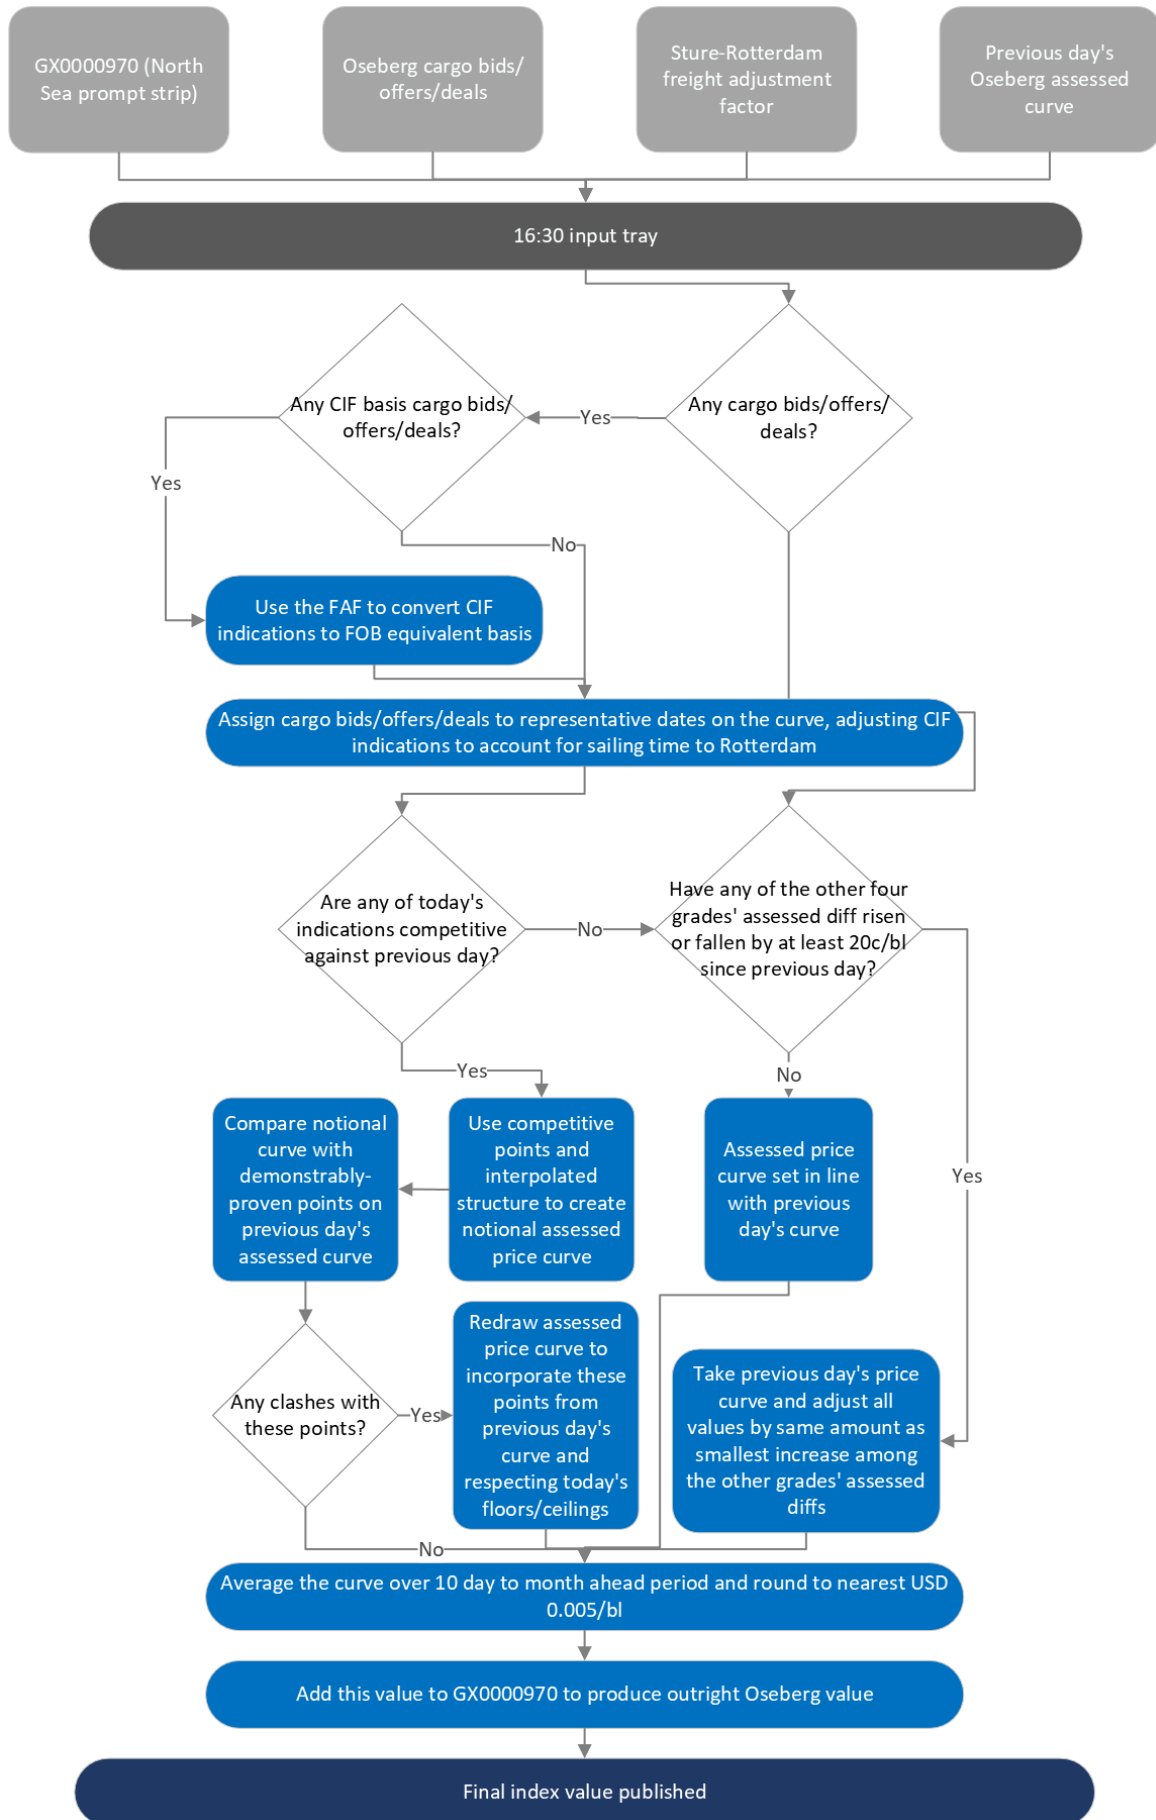 GX0000970 (North
Sea prompt strip)
Oseberg cargo bids/
offers/deals
Sture-Rotterdam
freight adjustment
factor
Previous day's
Oseberg assessed
curve
16:30 input tray
Any CIF basis cargo bids/
offers/deals?
Yes
Any cargo bids/offers/
deals?
Yes
No
Use the FAF to convert CIF
indications to FOB equivalent basis
Assign cargo bids/offers/deals to representative dates on the curve, adjusting CIF
indications to account for sailing time to Rotterdam
Are any of today's
indications competitive
against previous day?
No
Have any of the other four
grades' assessed diff risen
or fallen by at least 20c/bl
since previous day?
Yes
No
Compare notional
curve with
demonstrably-
proven points on
previous day's
assessed curve
Use competitive
points and
interpolated
structure to create
notional assessed
price curve
Assessed price
curve set in line
with previous
day's curve
Yes
Any clashes with
these points?
Yes
Redraw assessed
price curve to
incorporate these
points from
previous day's
curve and
respecting today's
floors/ceilings
Take previous day's price
curve and adjust all
values by same amount as
smallest increase among
the other grades' assessed
diffs
No
Average the curve over 10 day to month ahead period and round to nearest USD
0.005/bl
Add this value to GX0000970 to produce outright Oseberg value
Final index value published